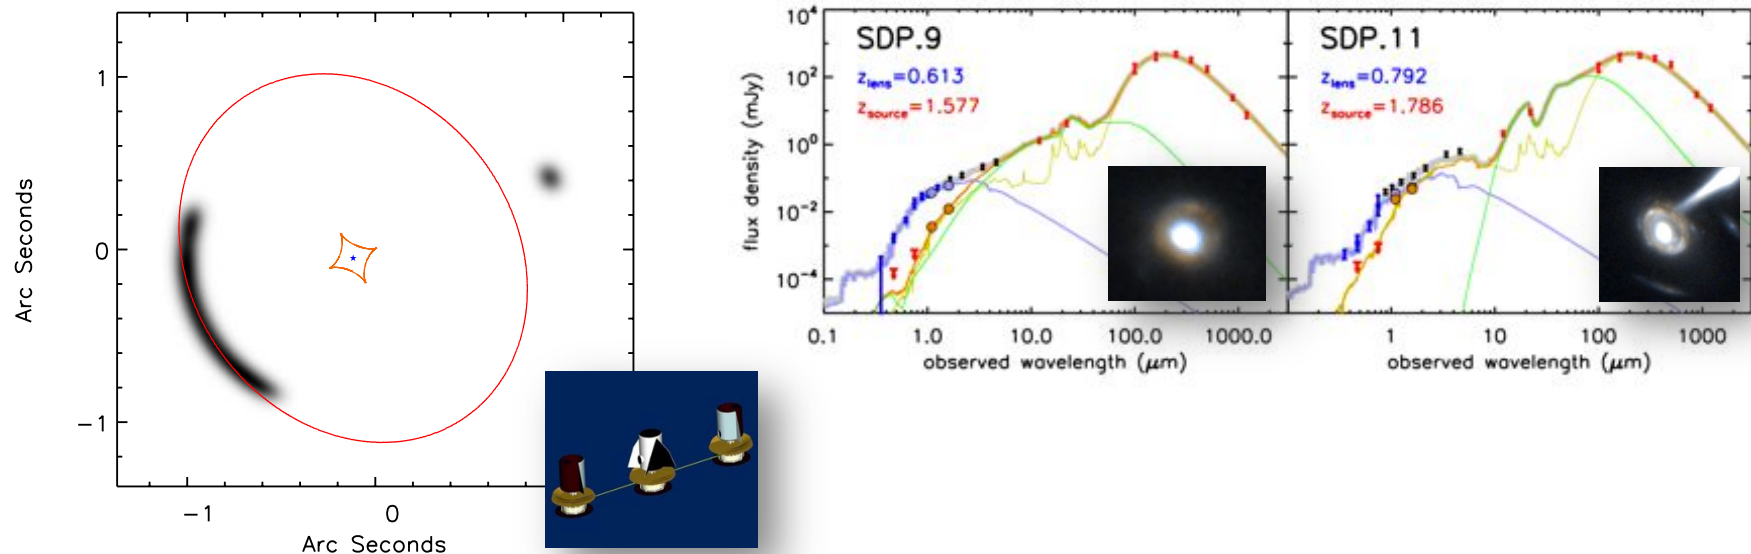 1
0
−1
Arc Seconds
−1
0
Arc Seconds
10⁴
10²
10⁰
10⁻²
10⁻⁴
flux density (mJy)
SDP.9
z_lens=0.613
z_source=1.577
0.1
1.0
10.0
100.0
1000.0
observed wavelength (μm)
SDP.11
z_lens=0.792
z_source=1.786
1
10
100
1000
observed wavelength (μm)